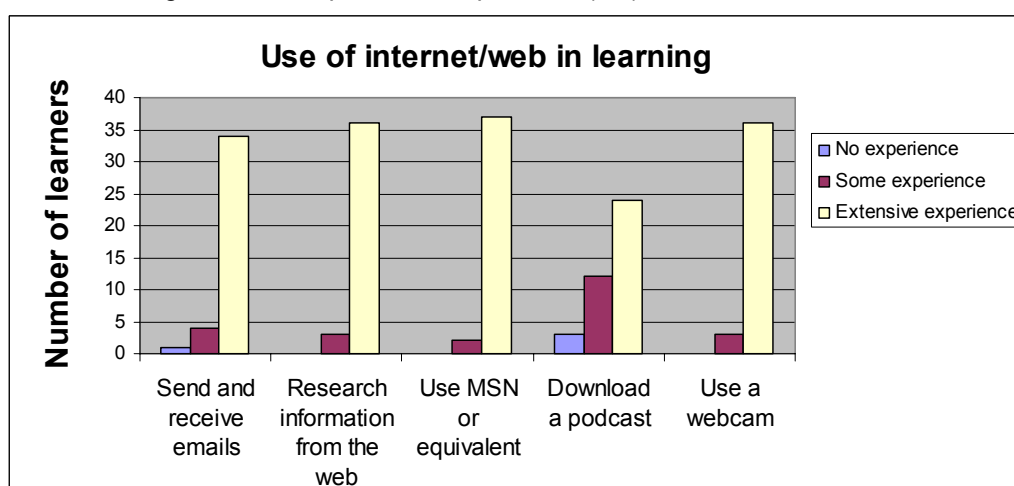 Use of internet/web in learning
Number of learners
40
35
30
25
20
15
10
5
0
Send and receive emails
Research information from the web
Use MSN or equivalent
Download a podcast
Use a webcam
No experience
Some experience
Extensive experience